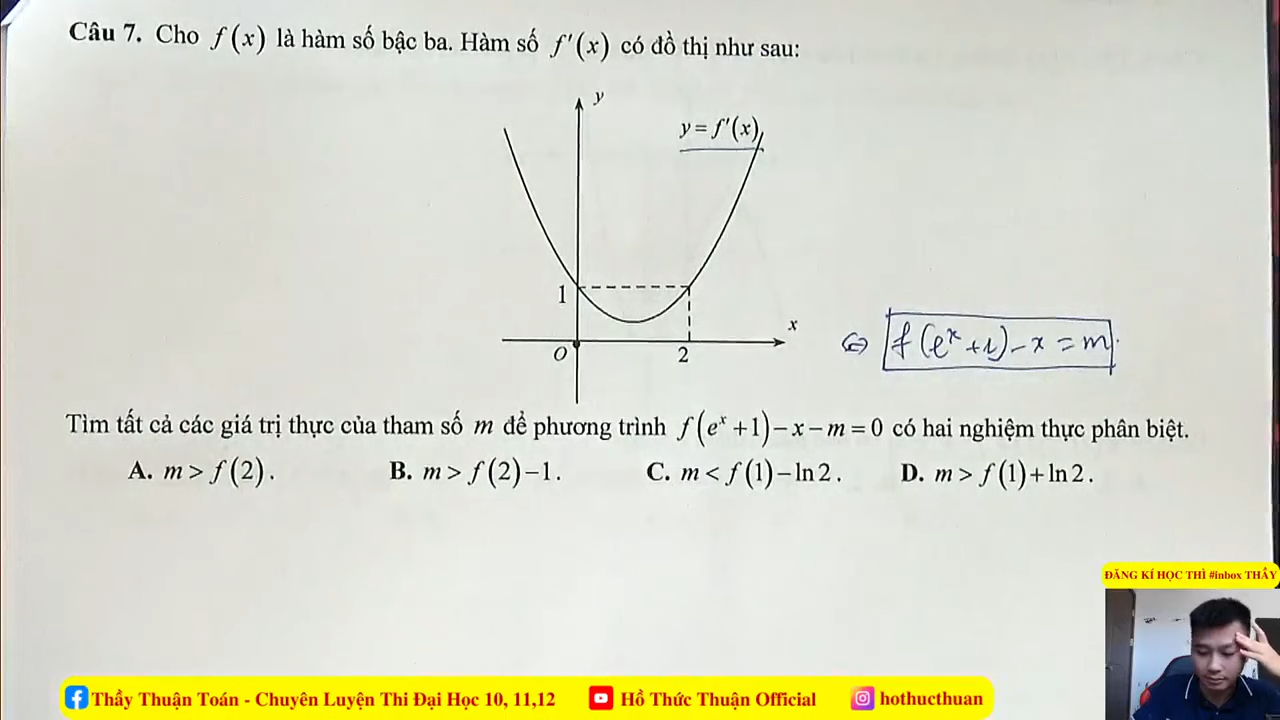 Câu 7. Cho f(x) là hàm số bậc ba. Hàm số f'(x) có đồ thị như sau:
y
y = f'(x)
1
x
O
2
⇔ f(eˣ+1) - x = m
Tìm tất cả các giá trị thực của tham số m để phương trình f(eˣ+1)-x-m=0 có hai nghiệm thực phân biệt.
A. m > f(2). B. m > f(2)-1. C. m < f(1)-ln2. D. m > f(1)+ln2.
ĐĂNG KÍ HỌC THÌ #inbox THẦY
Thầy Thuận Toán - Chuyên Luyện Thi Đại Học 10, 11,12 Hồ Thức Thuận Official hothucthuan